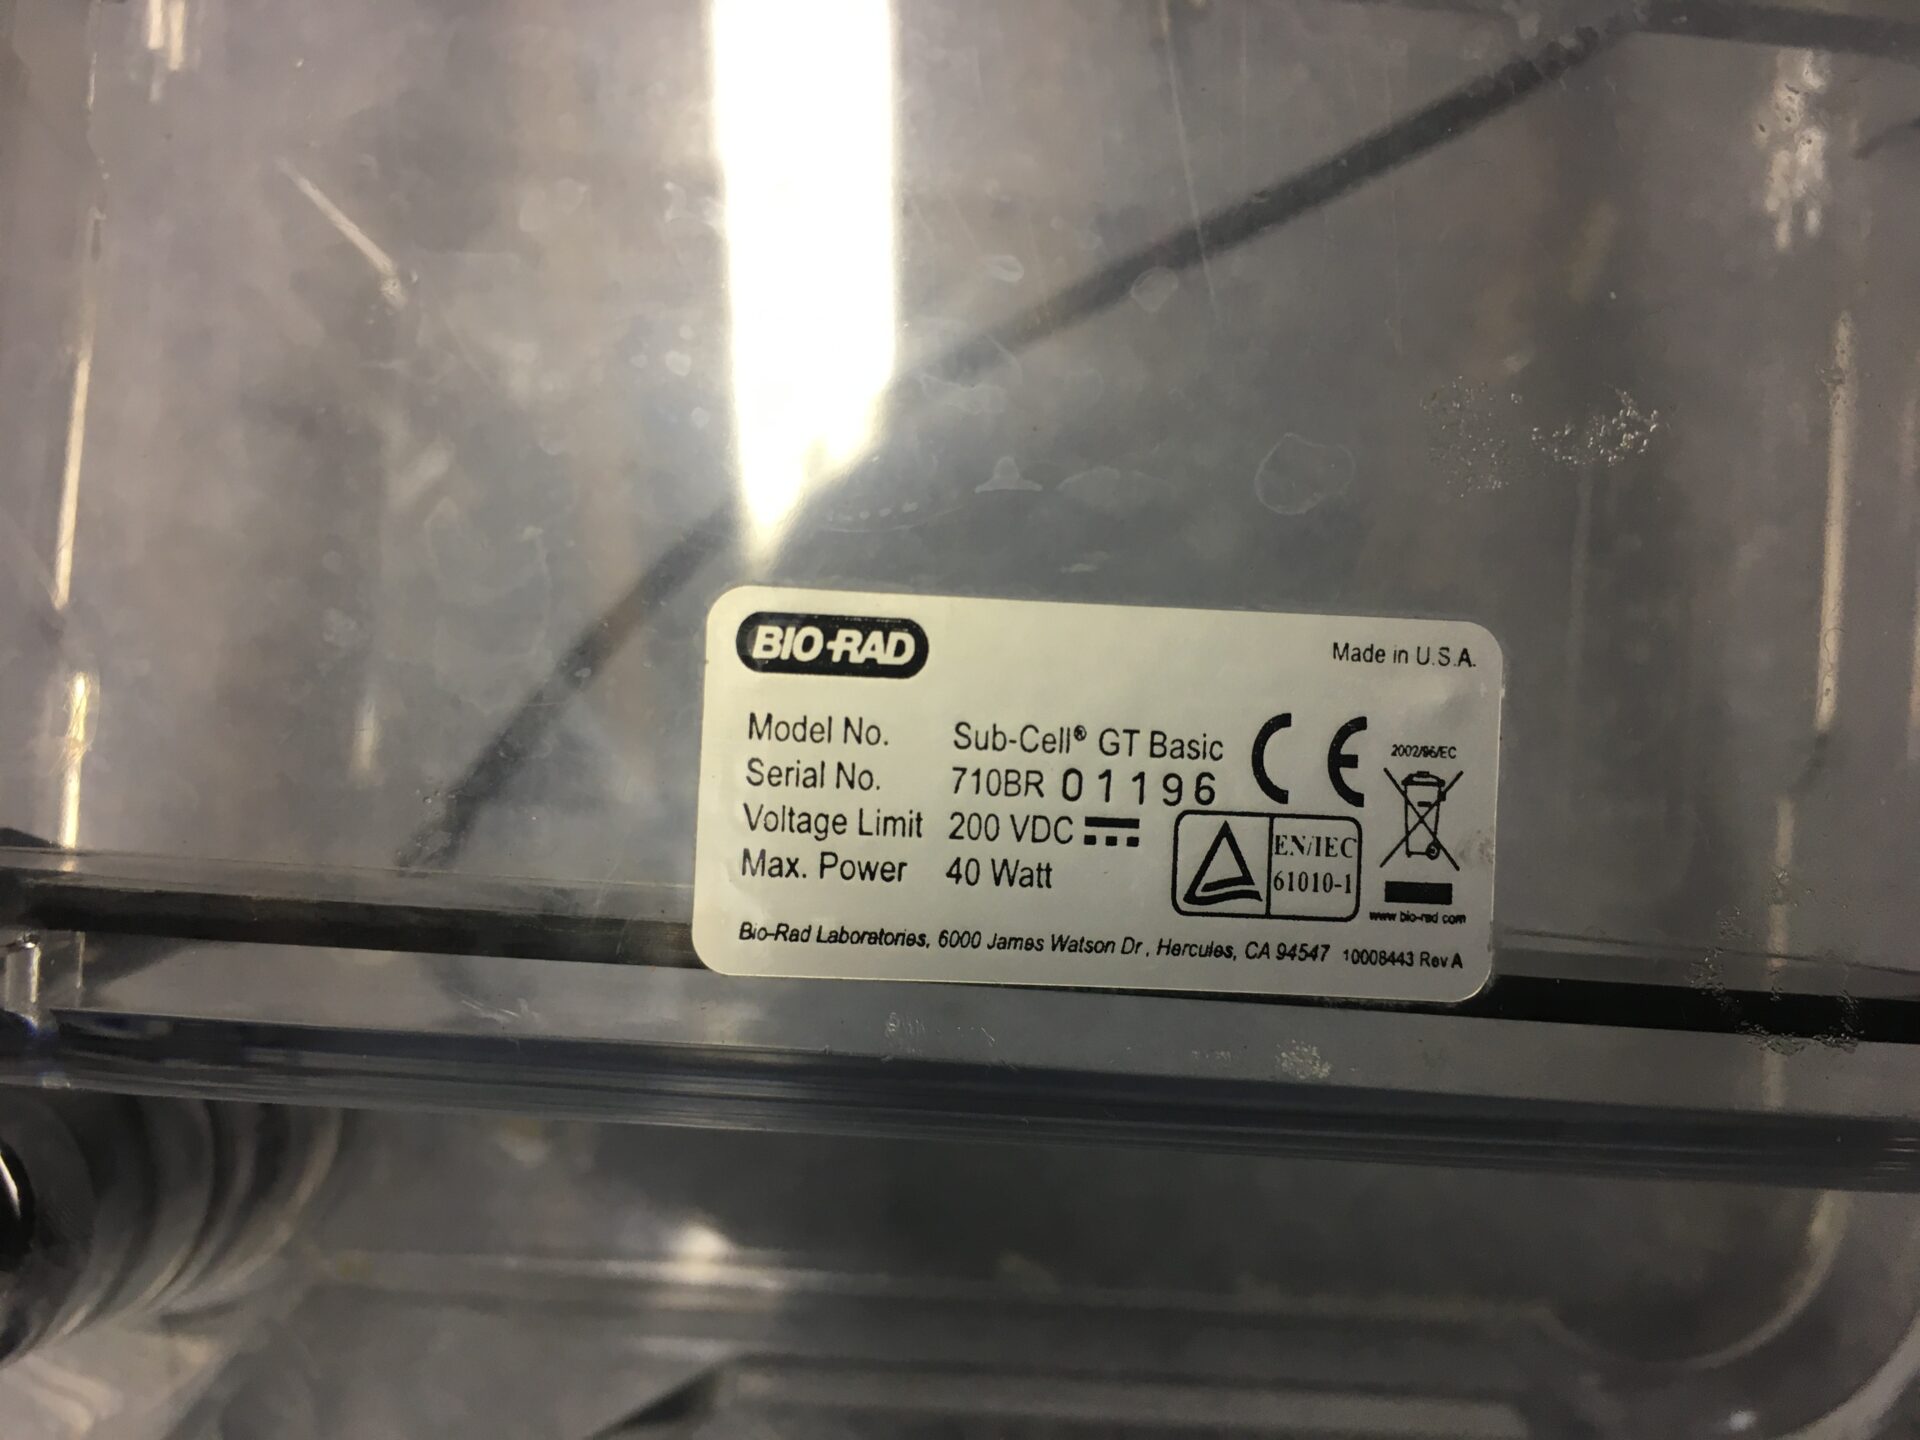 BIO-RAD
Made in U.S.A.
Model No. Sub-Cell® GT Basic
Serial No. 710BR 01196
Voltage Limit 200 VDC
Max. Power 40 Watt
CE
2002/96/EC
EN/IEC
61010-1
www.bio-rad.com
Bio-Rad Laboratories, 6000 James Watson Dr., Hercules, CA 94547 10008443 Rev A